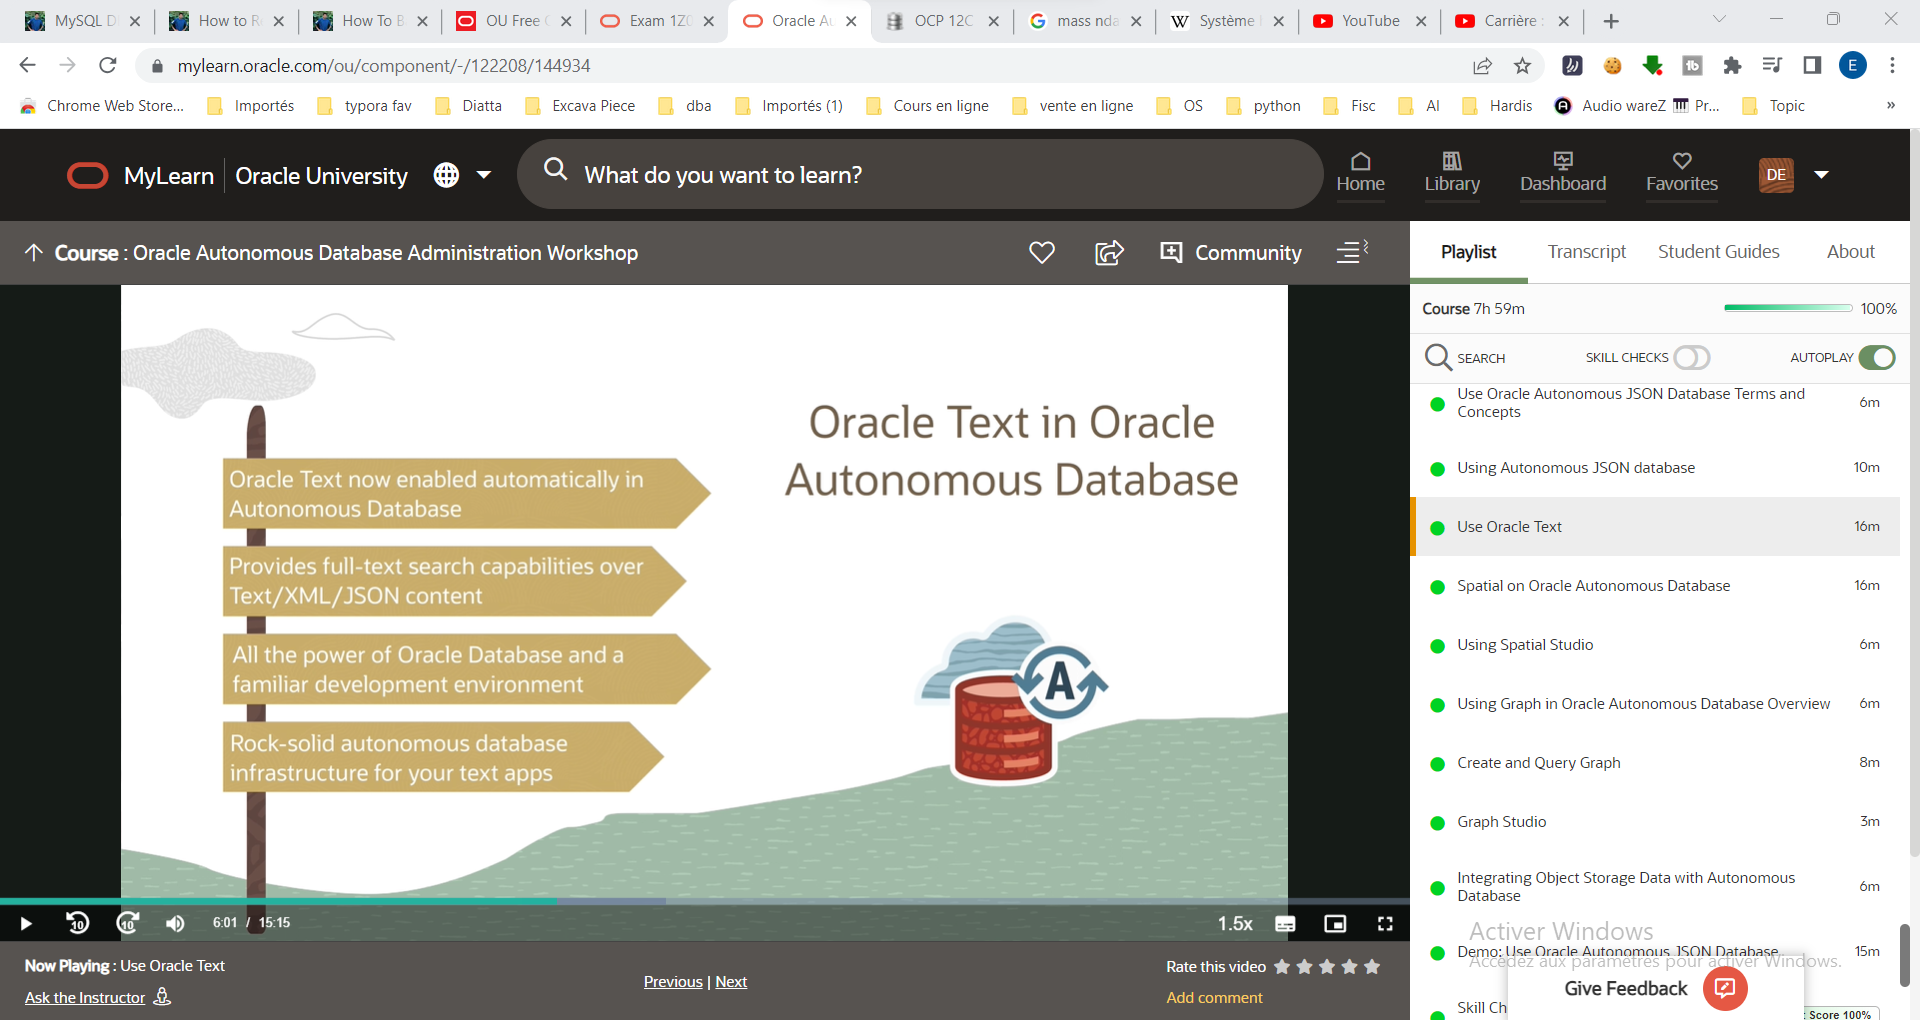 MySQL D
How to R
How To B
OU Free
Exam 1Z0
Oracle Au
OCP 12C
mass nda
Système
YouTube
Carrière :
mylearn.oracle.com/ou/component/-/122208/144934
E
Chrome Web Store...
Importés
typora fav
Diatta
Excava Piece
dba
Importés (1)
Cours en ligne
vente en ligne
OS
python
Fisc
AI
Hardis
Audio wareZ
Pr...
Topic
»
MyLearn
Oracle University
What do you want to learn?
Home
Library
Dashboard
Favorites
DE
Course : Oracle Autonomous Database Administration Workshop
Community
Oracle Text in Oracle
Autonomous Database
Oracle Text now enabled automatically in
Autonomous Database
Provides full-text search capabilities over
Text/XML/JSON content
All the power of Oracle Database and a
familiar development environment
Rock-solid autonomous database
infrastructure for your text apps
A
10
10
6:01 / 15:15
1.5x
Now Playing : Use Oracle Text
Ask the Instructor
Previous | Next
Rate this video
Add comment
Playlist
Transcript
Student Guides
About
Course 7h 59m
100%
SEARCH
SKILL CHECKS
AUTOPLAY
Use Oracle Autonomous JSON Database Terms and
Concepts
6m
Using Autonomous JSON database
10m
Use Oracle Text
16m
Spatial on Oracle Autonomous Database
16m
Using Spatial Studio
6m
Using Graph in Oracle Autonomous Database Overview
6m
Create and Query Graph
8m
Graph Studio
3m
Integrating Object Storage Data with Autonomous
Database
6m
Activer Windows
Demo: Use Oracle Autonomous JSON Database
15m
Accédez aux paramètres pour activer Windows.
Give Feedback
Skill Ch
: Score 100%